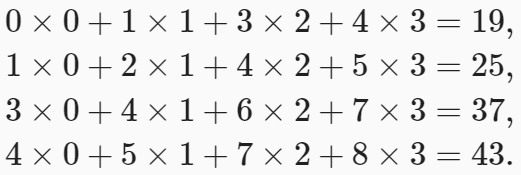 0 × 0 + 1 × 1 + 3 × 2 + 4 × 3 = 19,
1 × 0 + 2 × 1 + 4 × 2 + 5 × 3 = 25,
3 × 0 + 4 × 1 + 6 × 2 + 7 × 3 = 37,
4 × 0 + 5 × 1 + 7 × 2 + 8 × 3 = 43.